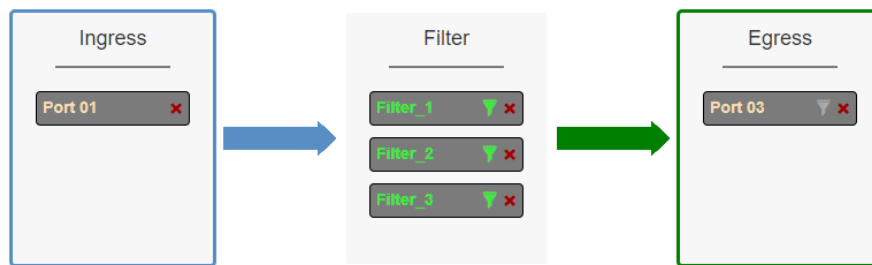 Ingress
Port 01
Filter
Filter_1
Filter_2
Filter_3
Egress
Port 03